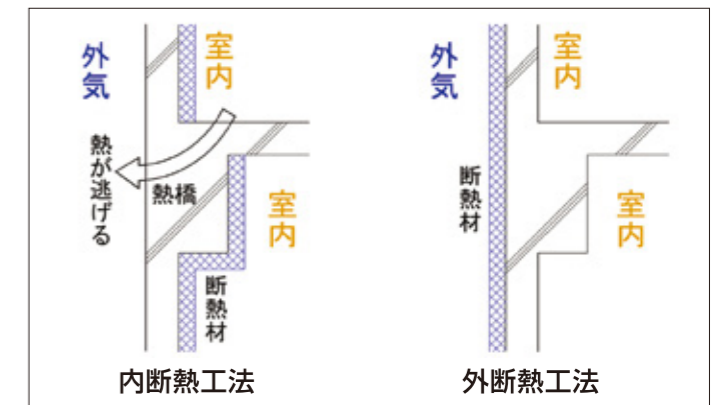 外気
室内
熱が逃げる
熱橋
室内
断熱材
内断熱工法
外気
室内
断熱材
室内
外断熱工法